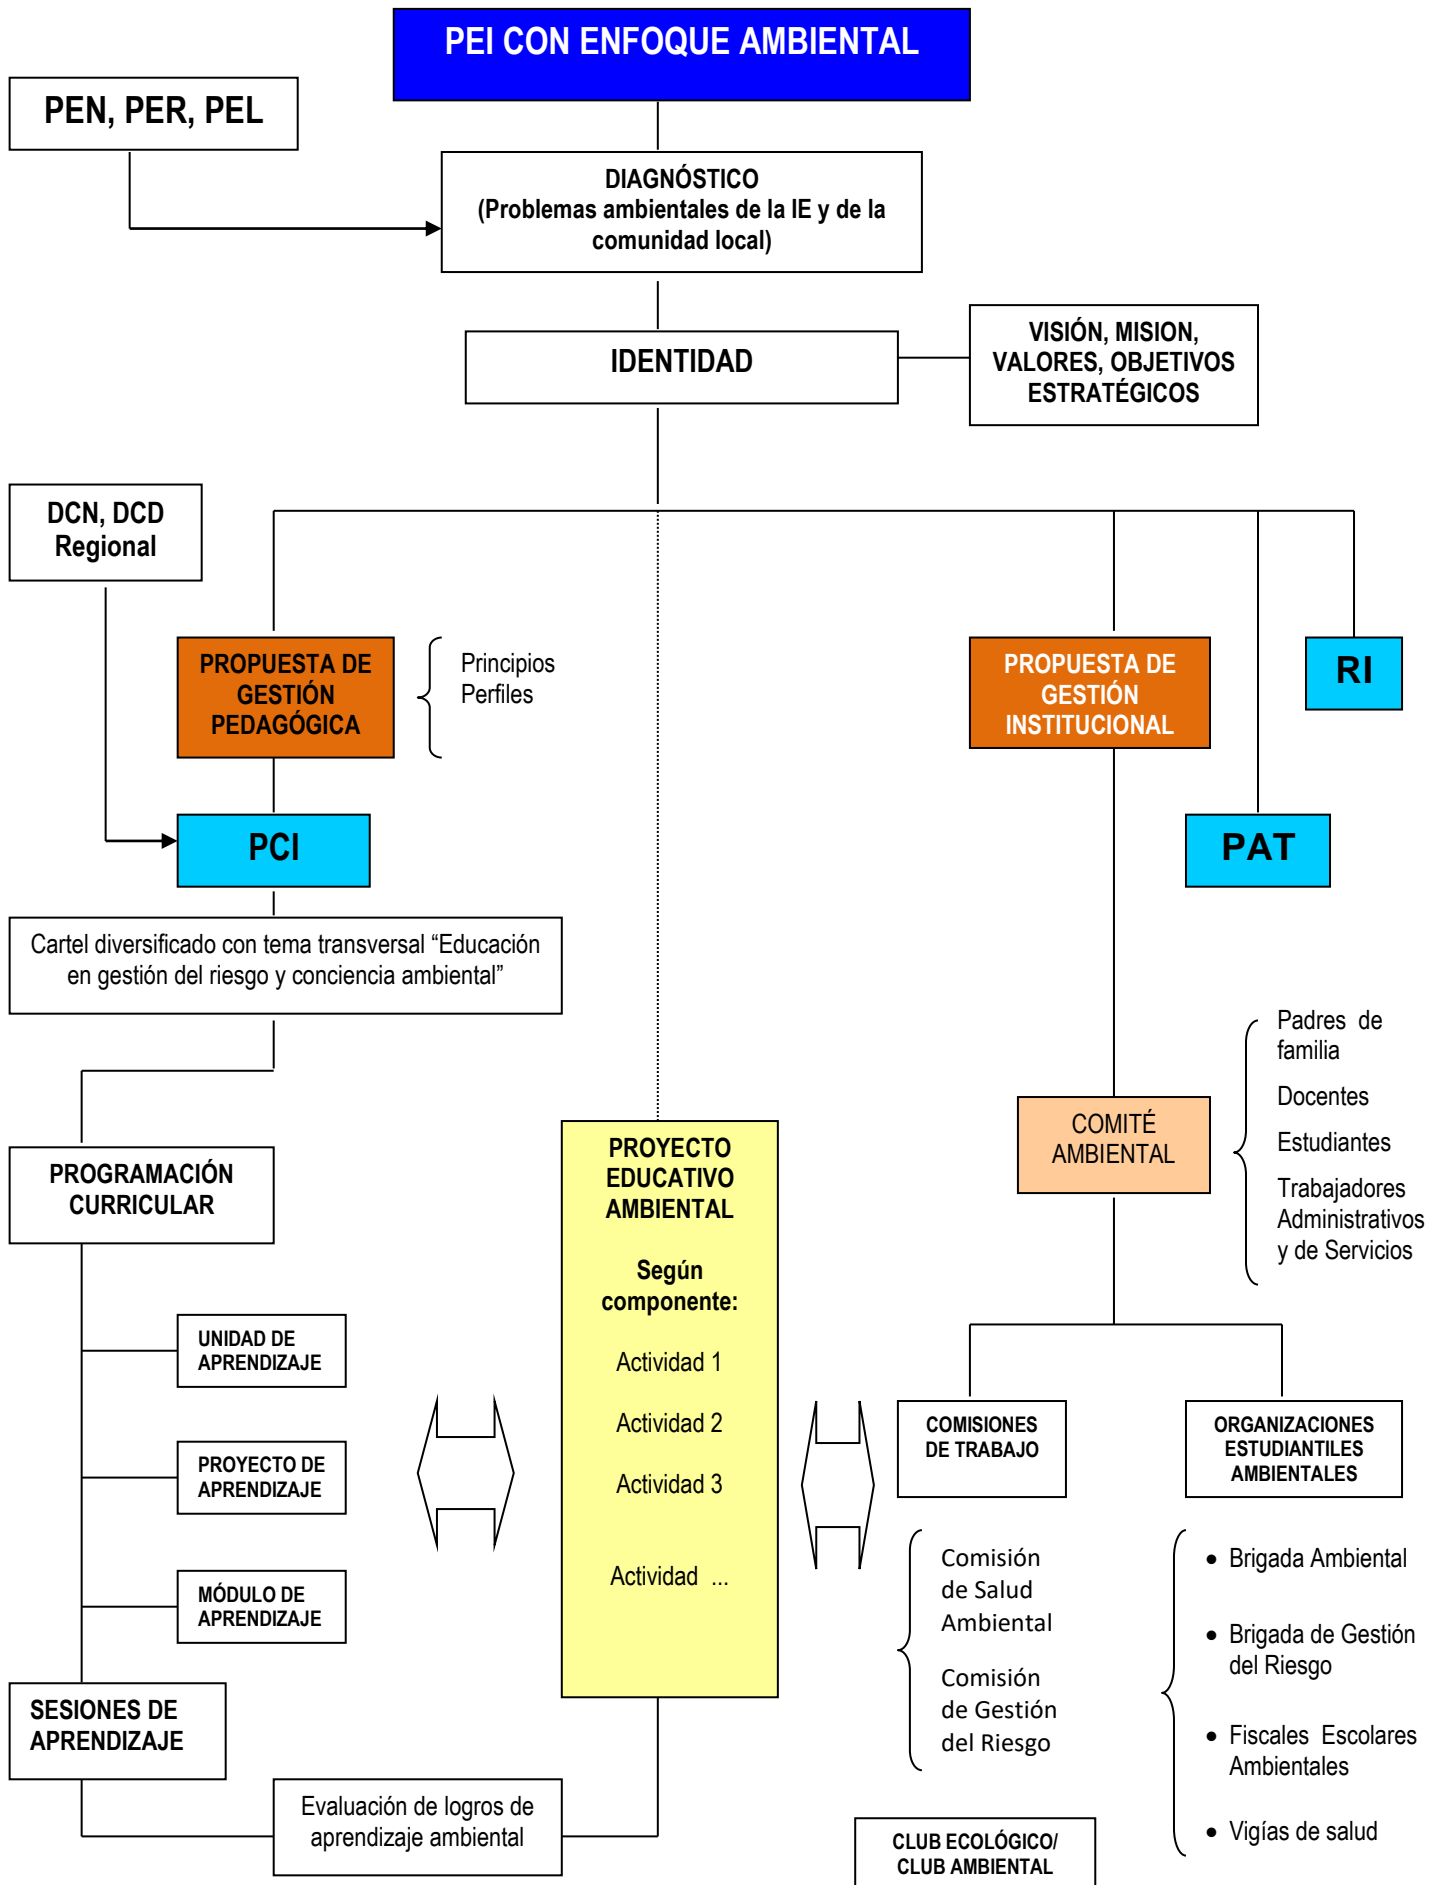 PEI CON ENFOQUE AMBIENTAL
PEN, PER, PEL
DIAGNÓSTICO
(Problemas ambientales de la IE y de la
comunidad local)
IDENTIDAD
VISIÓN, MISION,
VALORES, OBJETIVOS
ESTRATÉGICOS
DCN, DCD
Regional
PROPUESTA DE
GESTIÓN
PEDAGÓGICA
Principios
Perfiles
PROPUESTA DE
GESTIÓN
INSTITUCIONAL
RI
PCI
PAT
Cartel diversificado con tema transversal “Educación
en gestión del riesgo y conciencia ambiental”
PROGRAMACIÓN
CURRICULAR
UNIDAD DE
APRENDIZAJE
PROYECTO DE
APRENDIZAJE
MÓDULO DE
APRENDIZAJE
SESIONES DE
APRENDIZAJE
Evaluación de logros de
aprendizaje ambiental
PROYECTO
EDUCATIVO
AMBIENTAL
Según
componente:
Actividad 1
Actividad 2
Actividad 3
Actividad ...
COMITÉ
AMBIENTAL
Padres de
familia
Docentes
Estudiantes
Trabajadores
Administrativos
y de Servicios
COMISIONES
DE TRABAJO
Comisión
de Salud
Ambiental
Comisión
de Gestión
del Riesgo
ORGANIZACIONES
ESTUDIANTILES
AMBIENTALES
• Brigada Ambiental
• Brigada de Gestión
del Riesgo
• Fiscales Escolares
Ambientales
• Vigías de salud
CLUB ECOLÓGICO/
CLUB AMBIENTAL